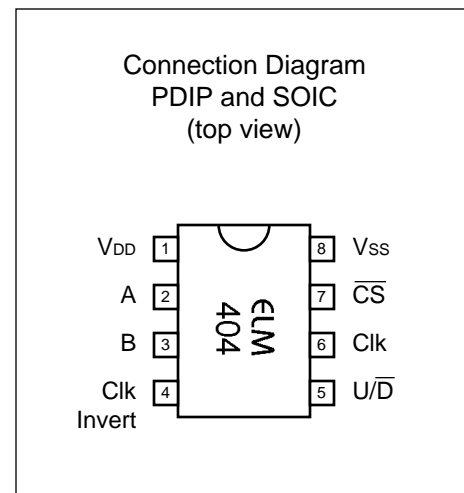 Connection Diagram
PDIP and SOIC
(top view)
VDD 1 8 VSS
A 2 7 C̅S̅
B 3 6 Clk
Clk 4 5 U/D̅
Invert
ELM
404